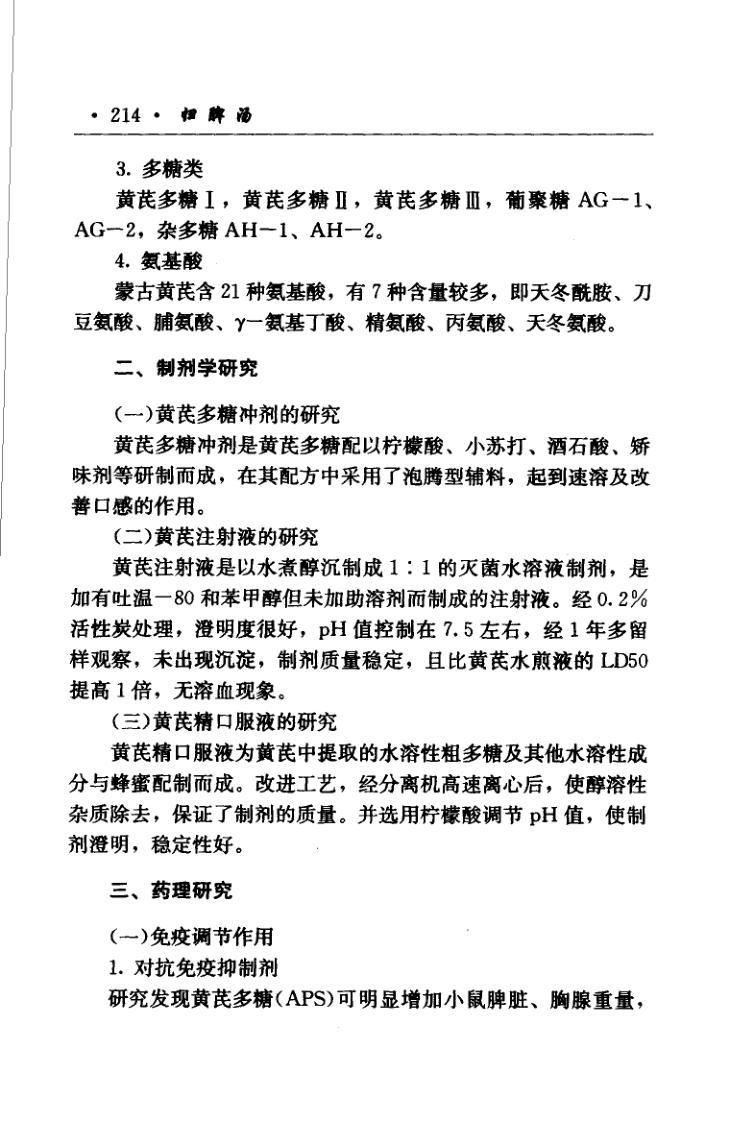 · 214 · 归脾汤
3. 多糖类
黄芪多糖Ⅰ，黄芪多糖Ⅱ，黄芪多糖Ⅲ，葡聚糖 AG－1、
AG－2，杂多糖 AH－1、AH－2。
4. 氨基酸
蒙古黄芪含 21 种氨基酸，有 7 种含量较多，即天冬酰胺、刀
豆氨酸、脯氨酸、γ－氨基丁酸、精氨酸、丙氨酸、天冬氨酸。
二、制剂学研究
(一)黄芪多糖冲剂的研究
黄芪多糖冲剂是黄芪多糖配以柠檬酸、小苏打、酒石酸、矫
味剂等研制而成，在其配方中采用了泡腾型辅料，起到速溶及改
善口感的作用。
(二)黄芪注射液的研究
黄芪注射液是以水煮醇沉制成 1∶1 的灭菌水溶液制剂，是
加有吐温－80 和苯甲醇但未加助溶剂而制成的注射液。经 0.2%
活性炭处理，澄明度很好，pH 值控制在 7.5 左右，经 1 年多留
样观察，未出现沉淀，制剂质量稳定，且比黄芪水煎液的 LD50
提高 1 倍，无溶血现象。
(三)黄芪精口服液的研究
黄芪精口服液为黄芪中提取的水溶性粗多糖及其他水溶性成
分与蜂蜜配制而成。改进工艺，经分离机高速离心后，使醇溶性
杂质除去，保证了制剂的质量。并选用柠檬酸调节 pH 值，使制
剂澄明，稳定性好。
三、药理研究
(一)免疫调节作用
1. 对抗免疫抑制剂
研究发现黄芪多糖(APS)可明显增加小鼠脾脏、胸腺重量，